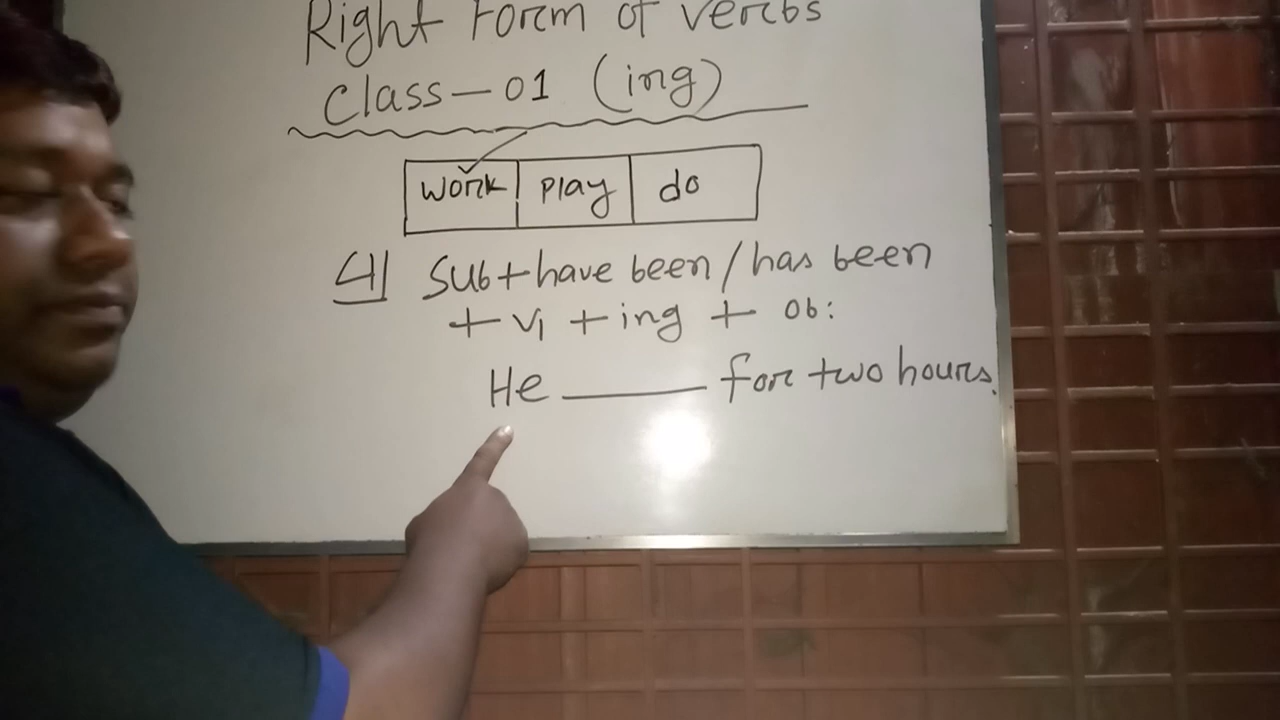 Right Form of verbs
Class-01 (ing)
work play do
4| Sub+have been/has been
+ V1 + ing + Ob:
He ______ for two hours.